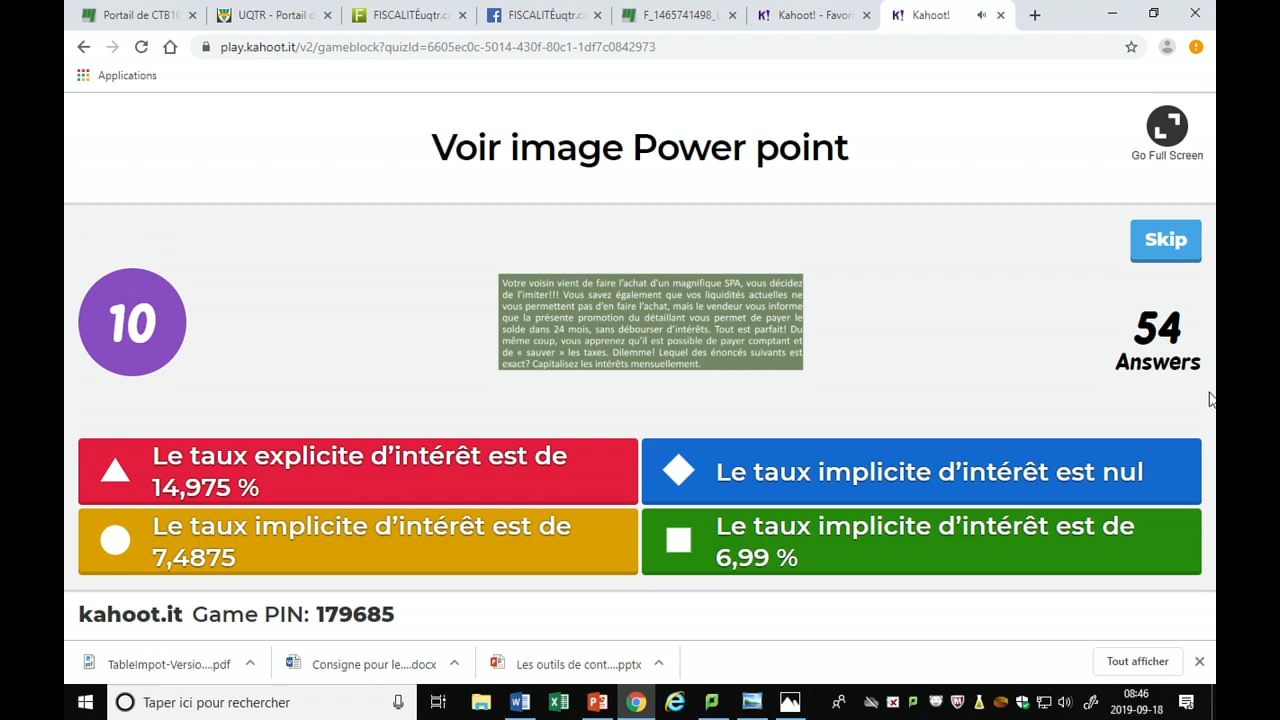 Portail de CTB10
UQTR - Portail d
FISCALITÉuqtr.ca
FISCALITÉuqtr.ca
F_1465741498_
Kahoot! - Favori
Kahoot!
play.kahoot.it/v2/gameblock?quizId=6605ec0c-5014-430f-80c1-1df7c0842973
Applications
Voir image Power point
Go Full Screen
Skip
10
Votre voisin vient de faire l'achat d'un magnifique SPA, vous décidez
de l'imiter!!! Vous savez également que vos liquidités actuelles ne
vous permettent pas d'en faire l'achat, mais le vendeur vous informe
que la présente promotion du détaillant vous permet de payer le
solde dans 24 mois, sans débourser d'intérêts. Tout est parfait! Du
même coup, vous apprenez qu'il est possible de payer comptant et
de « sauver » les taxes. Dilemme! Lequel des énoncés suivants est
exact? Capitalisez les intérêts mensuellement.
54
Answers
Le taux explicite d'intérêt est de
14,975 %
Le taux implicite d'intérêt est nul
Le taux implicite d'intérêt est de
7,4875
Le taux implicite d'intérêt est de
6,99 %
kahoot.it Game PIN: 179685
TableImpot-Versio....pdf
Consigne pour le....docx
Les outils de cont....pptx
Tout afficher
Taper ici pour rechercher
08:46
2019-09-18